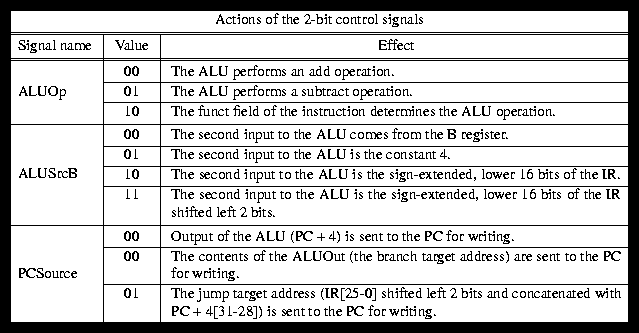 Actions of the 2-bit control signals
Signal name Value Effect
ALUOp
00 The ALU performs an add operation.
01 The ALU performs a subtract operation.
10 The funct field of the instruction determines the ALU operation.
ALUSrcB
00 The second input to the ALU comes from the B register.
01 The second input to the ALU is the constant 4.
10 The second input to the ALU is the sign-extended, lower 16 bits of the IR.
11 The second input to the ALU is the sign-extended, lower 16 bits of the IR
shifted left 2 bits.
PCSource
00 Output of the ALU (PC + 4) is sent to the PC for writing.
00 The contents of the ALUOut (the branch target address) are sent to the PC
for writing.
01 The jump target address (IR[25-0] shifted left 2 bits and concatenated with
PC + 4[31-28]) is sent to the PC for writing.